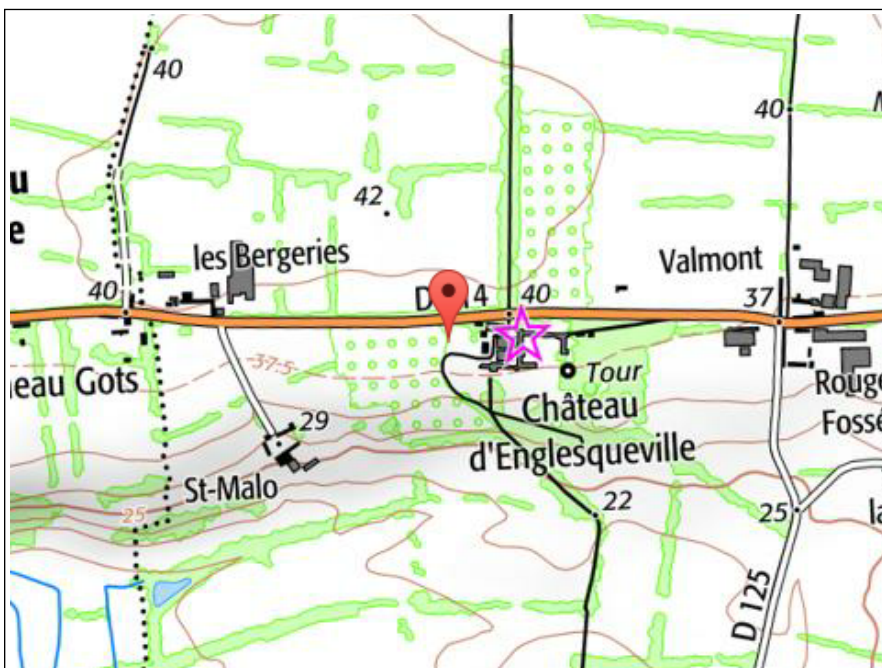 40
40
u
e
42
les Bergeries
Valmont
40
D
4
40
37
37.5
eau Gots
29
Tour
Rouge
Fossé
Château
d'Englesqueville
St-Malo
25
22
25
la
D 125